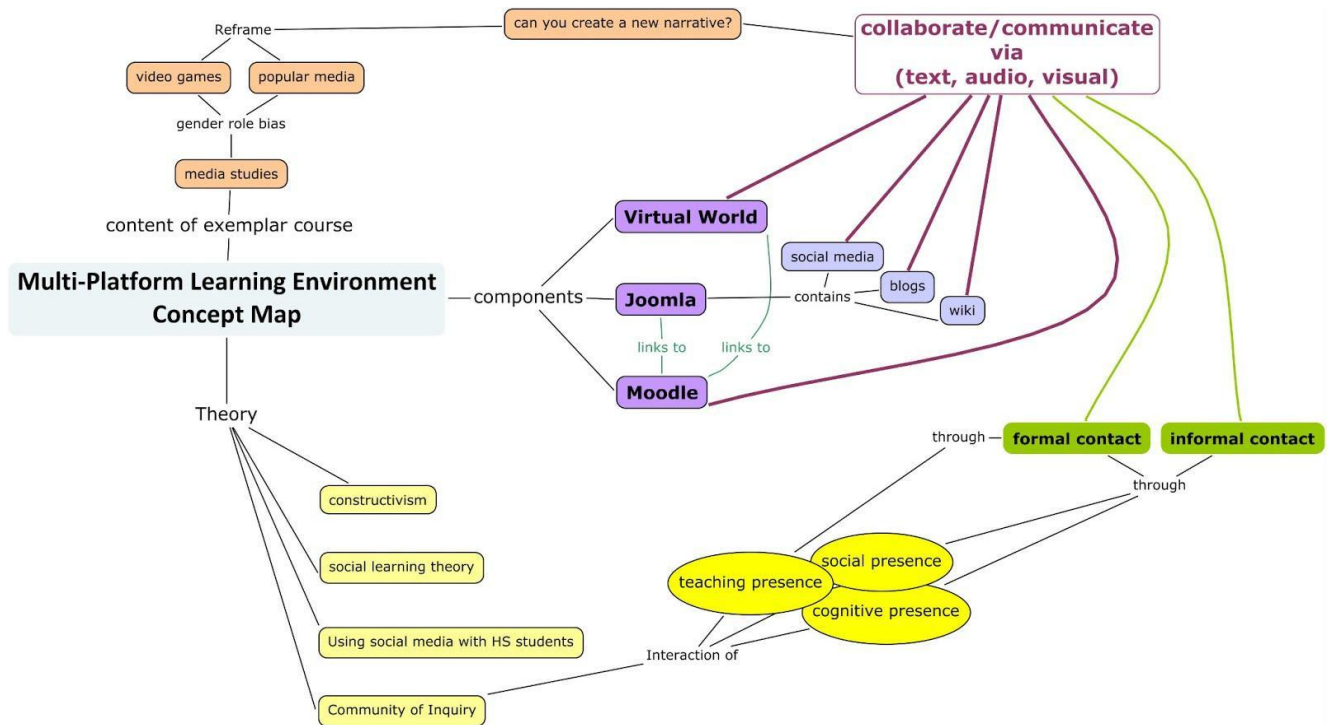 Reframe
can you create a new narrative?
collaborate/communicate
via
(text, audio, visual)
video games
popular media
gender role bias
media studies
content of exemplar course
Multi-Platform Learning Environment
Concept Map
components
Virtual World
Joomla
Moodle
links to
links to
contains
social media
blogs
wiki
Theory
constructivism
social learning theory
Using social media with HS students
Community of Inquiry
Interaction of
teaching presence
social presence
cognitive presence
through
formal contact
informal contact
through